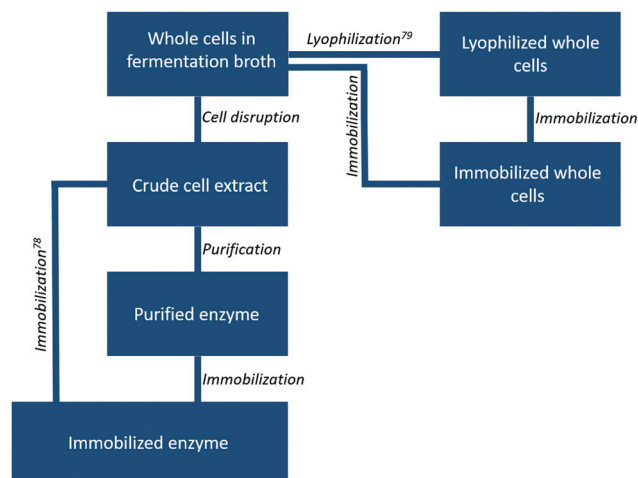 Whole cells in
fermentation broth
Lyophilization⁷⁹
Lyophilized whole
cells
Immobilization
Cell disruption
Immobilization
Crude cell extract
Immobilized whole
cells
Immobilization⁷⁸
Purification
Purified enzyme
Immobilization
Immobilized enzyme